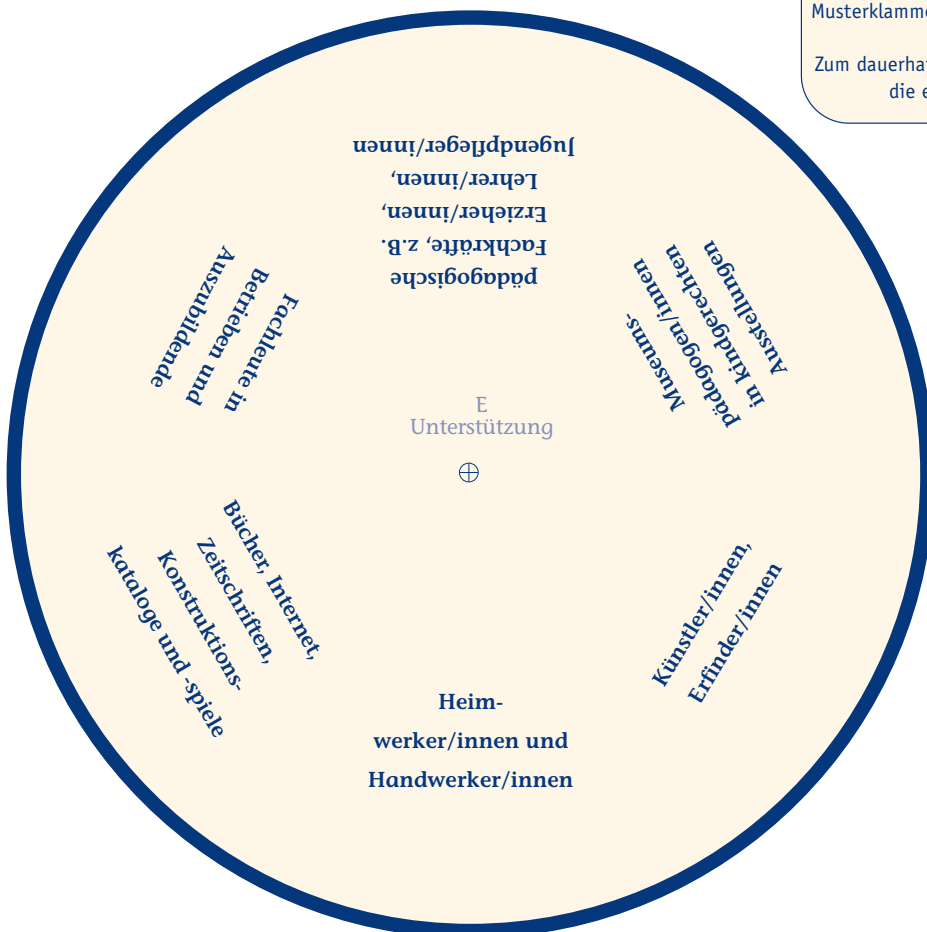 Musterklamme
Zum dauerha
die e
pädagogische
Fachkräfte, z.B.
Erzieher/innen,
Lehrer/innen,
Jugendpfleger/innen
Museums-
pädagogen/innen
in kindgerechten
Ausstellungen
Künstler/innen,
Erfinder/innen
Heim-
werker/innen und
Handwerker/innen
Bücher, Internet,
Zeitschriften,
Konstruktions-
kataloge und -spiele
Fachleute in
Betrieben und
Auszubildende
E
Unterstützung